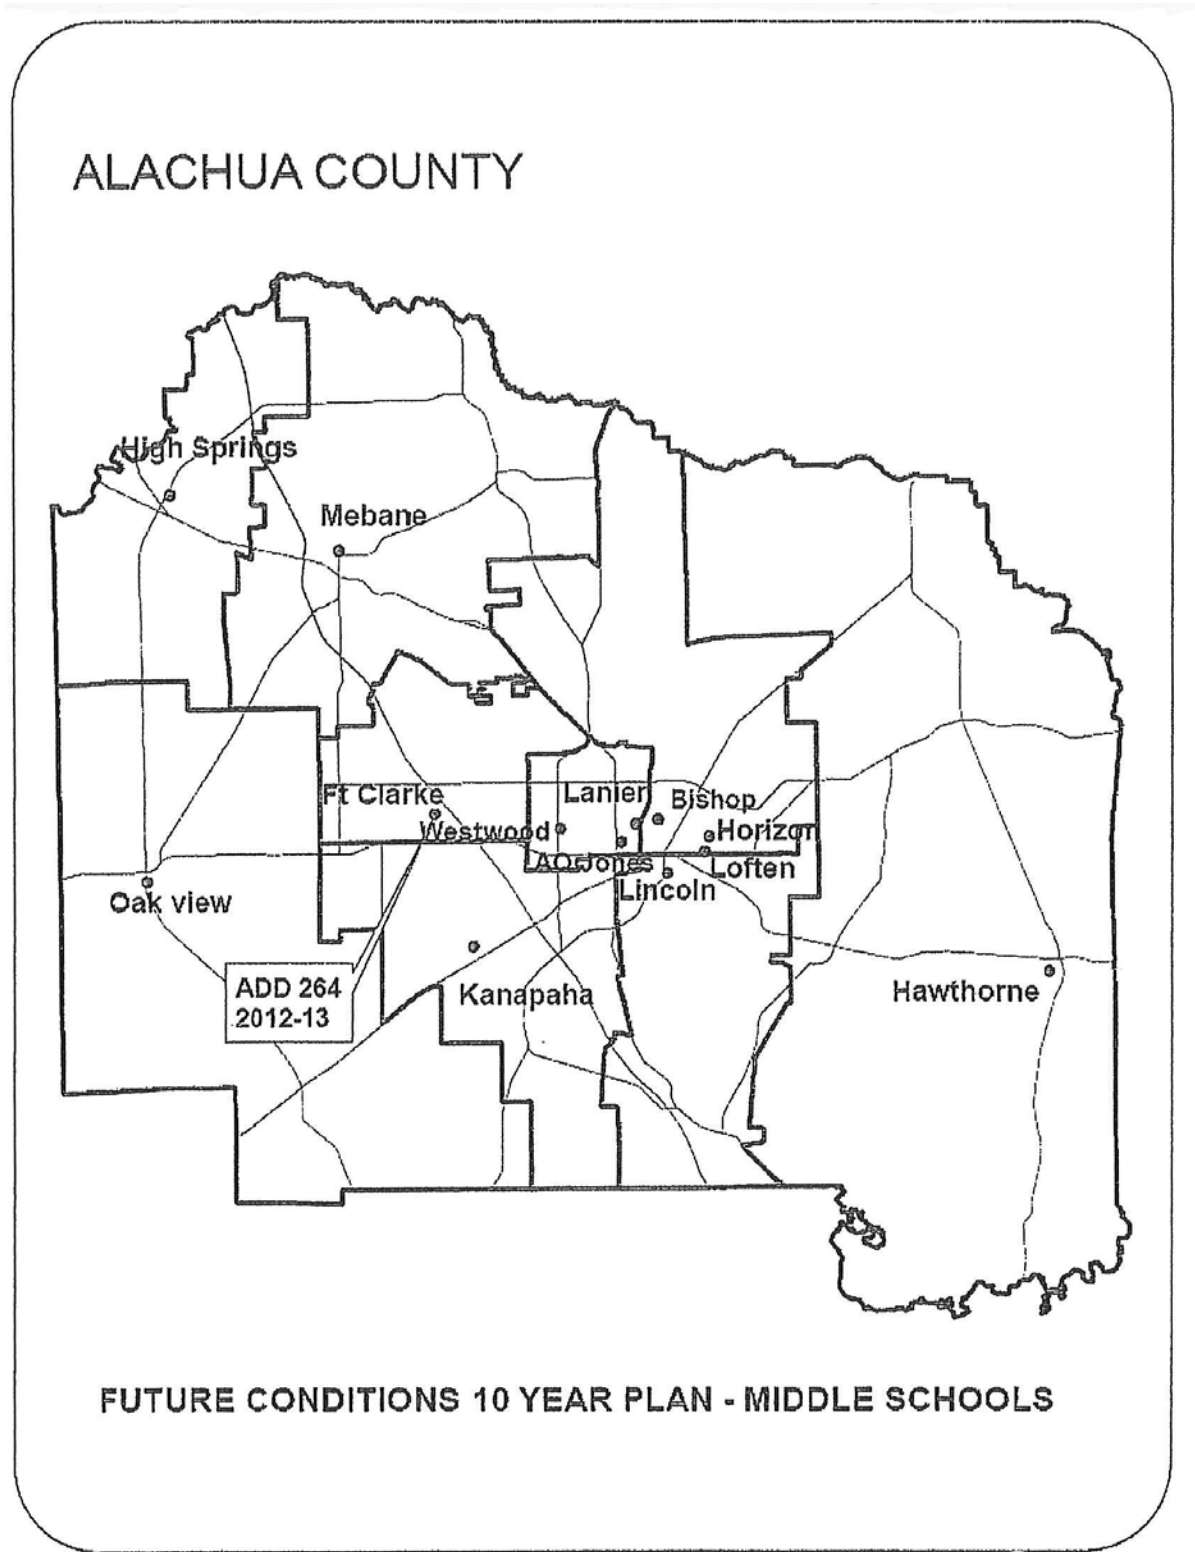 ALACHUA COUNTY
High Springs
Mebane
Ft Clarke
Lanier
Bishop
Westwood
Horizon
AQ Jones
Loften
Lincoln
Oak view
ADD 264
2012-13
Kanapaha
Hawthorne
FUTURE CONDITIONS 10 YEAR PLAN - MIDDLE SCHOOLS